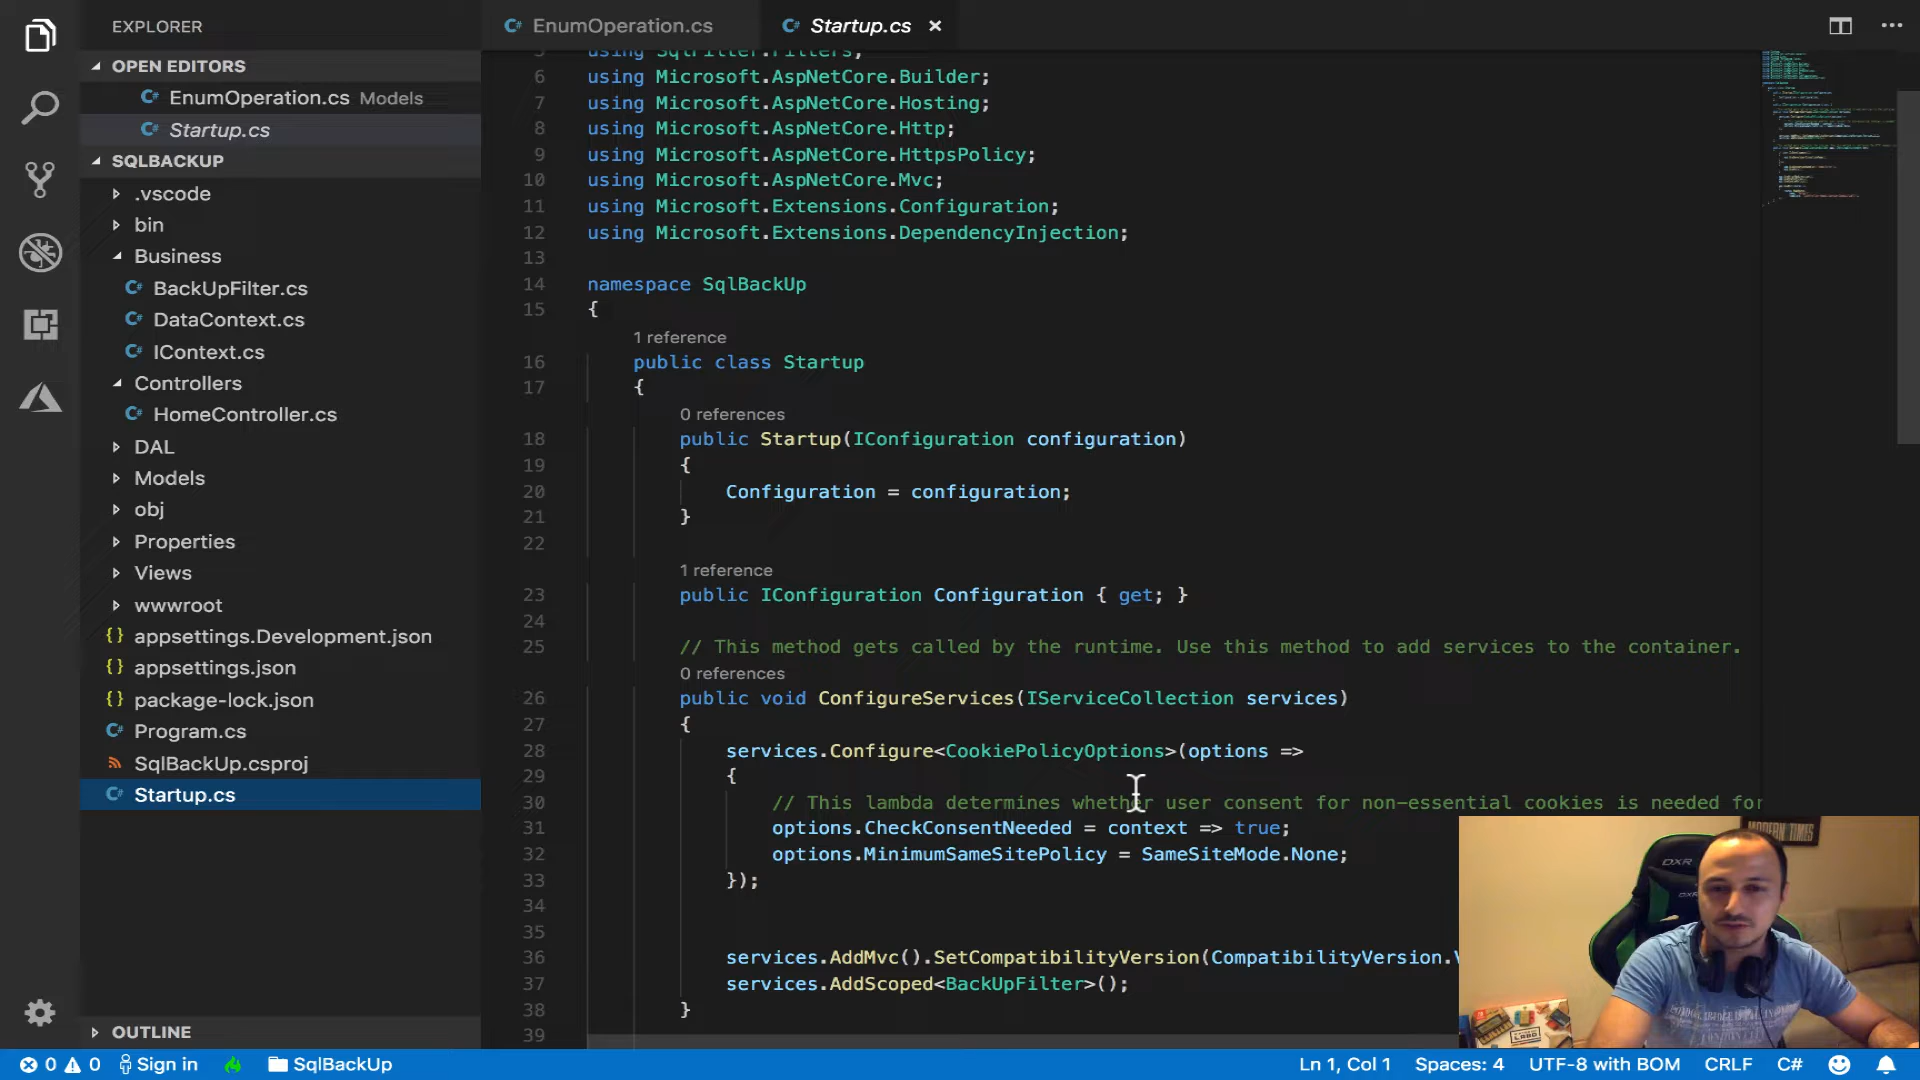 EXPLORER
OPEN EDITORS
EnumOperation.cs Models
Startup.cs
SQLBACKUP
.vscode
bin
Business
BackUpFilter.cs
DataContext.cs
IContext.cs
Controllers
HomeController.cs
DAL
Models
obj
Properties
Views
wwwroot
{} appsettings.Development.json
{} appsettings.json
{} package-lock.json
Program.cs
SqlBackUp.csproj
Startup.cs
OUTLINE
EnumOperation.cs
Startup.cs
5 using SqlFilter.Filters;
6 using Microsoft.AspNetCore.Builder;
7 using Microsoft.AspNetCore.Hosting;
8 using Microsoft.AspNetCore.Http;
9 using Microsoft.AspNetCore.HttpsPolicy;
10 using Microsoft.AspNetCore.Mvc;
11 using Microsoft.Extensions.Configuration;
12 using Microsoft.Extensions.DependencyInjection;
13
14 namespace SqlBackUp
15 {
1 reference
16 public class Startup
17 {
0 references
18 public Startup(IConfiguration configuration)
19 {
20 Configuration = configuration;
21 }
22
1 reference
23 public IConfiguration Configuration { get; }
24
25 // This method gets called by the runtime. Use this method to add services to the container.
0 references
26 public void ConfigureServices(IServiceCollection services)
27 {
28 services.Configure<CookiePolicyOptions>(options =>
29 {
30 // This lambda determines whether user consent for non-essential cookies is needed for
31 options.CheckConsentNeeded = context => true;
32 options.MinimumSameSitePolicy = SameSiteMode.None;
33 });
34
35
36 services.AddMvc().SetCompatibilityVersion(CompatibilityVersion.V
37 services.AddScoped<BackUpFilter>();
38 }
39
MODERN TIMES
DXR
LABO
0 0 Sign in SqlBackUp Ln 1, Col 1 Spaces: 4 UTF-8 with BOM CRLF C#